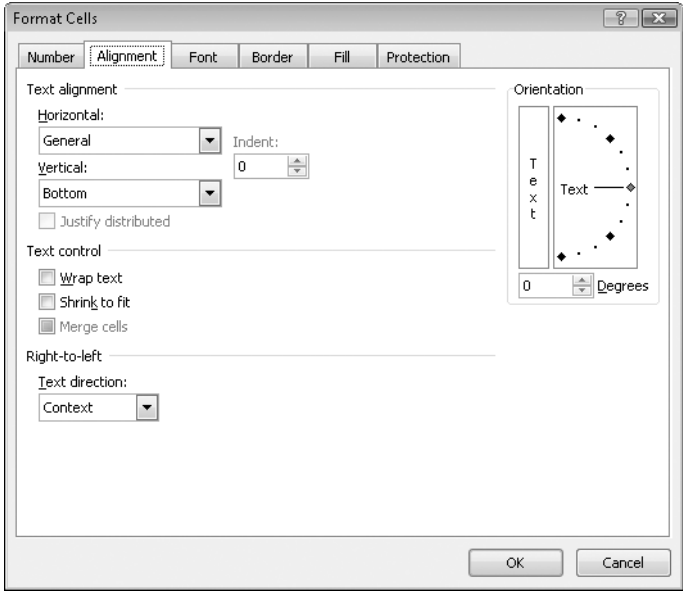 Format Cells
Number Alignment Font Border Fill Protection
Text alignment
Horizontal:
General
Indent:
0
Vertical:
Bottom
Justify distributed
Text control
Wrap text
Shrink to fit
Merge cells
Right-to-left
Text direction:
Context
Orientation
T
e
x
t
Text
0 Degrees
OK Cancel